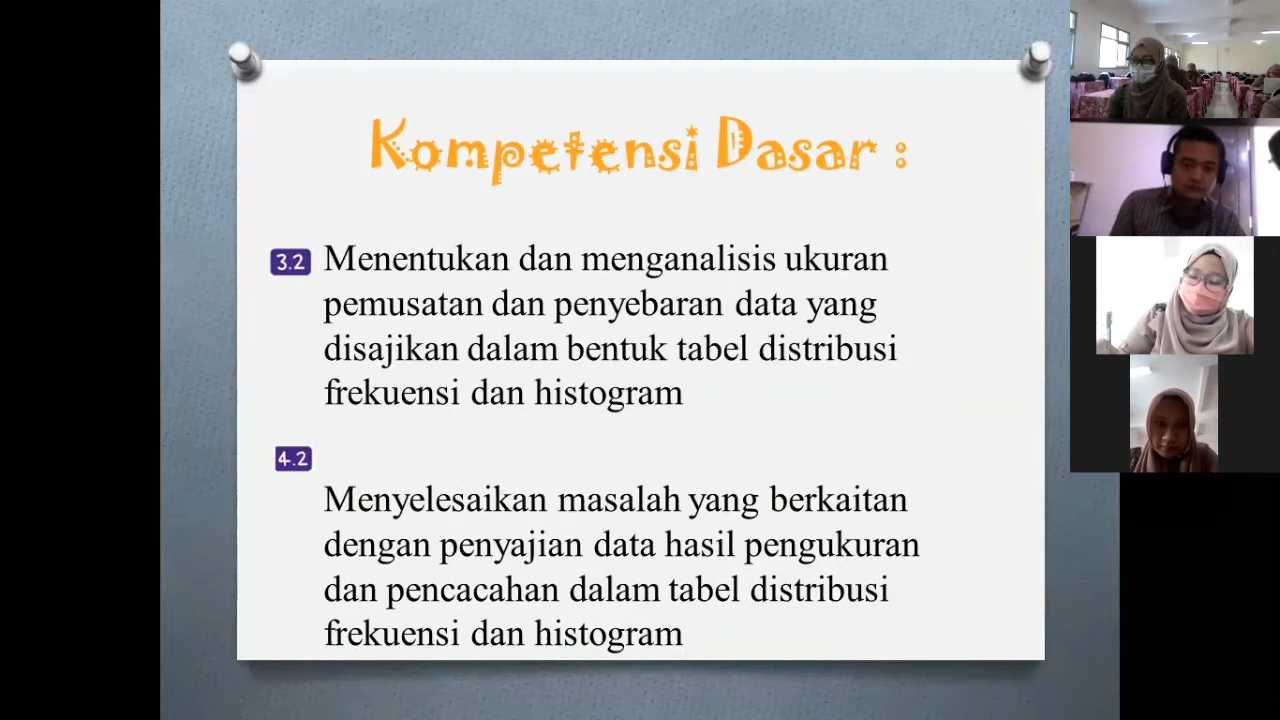 Kompetensi Dasar :
3.2 Menentukan dan menganalisis ukuran
pemusatan dan penyebaran data yang
disajikan dalam bentuk tabel distribusi
frekuensi dan histogram
4.2
Menyelesaikan masalah yang berkaitan
dengan penyajian data hasil pengukuran
dan pencacahan dalam tabel distribusi
frekuensi dan histogram